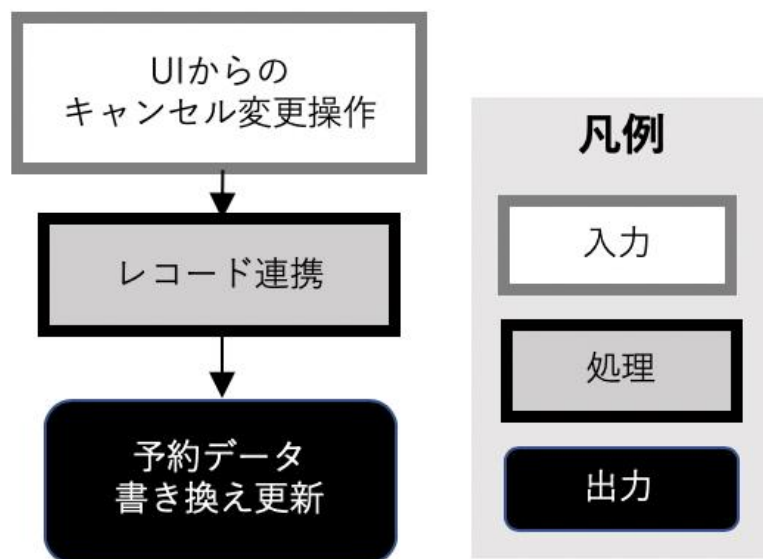 UIからの
キャンセル変更操作
レコード連携
予約データ
書き換え更新
凡例
入力
処理
出力